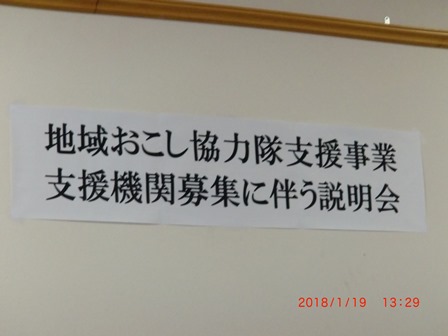 地域おこし協力隊支援事業
支援機関募集に伴う説明会
2018/1/19 13:29